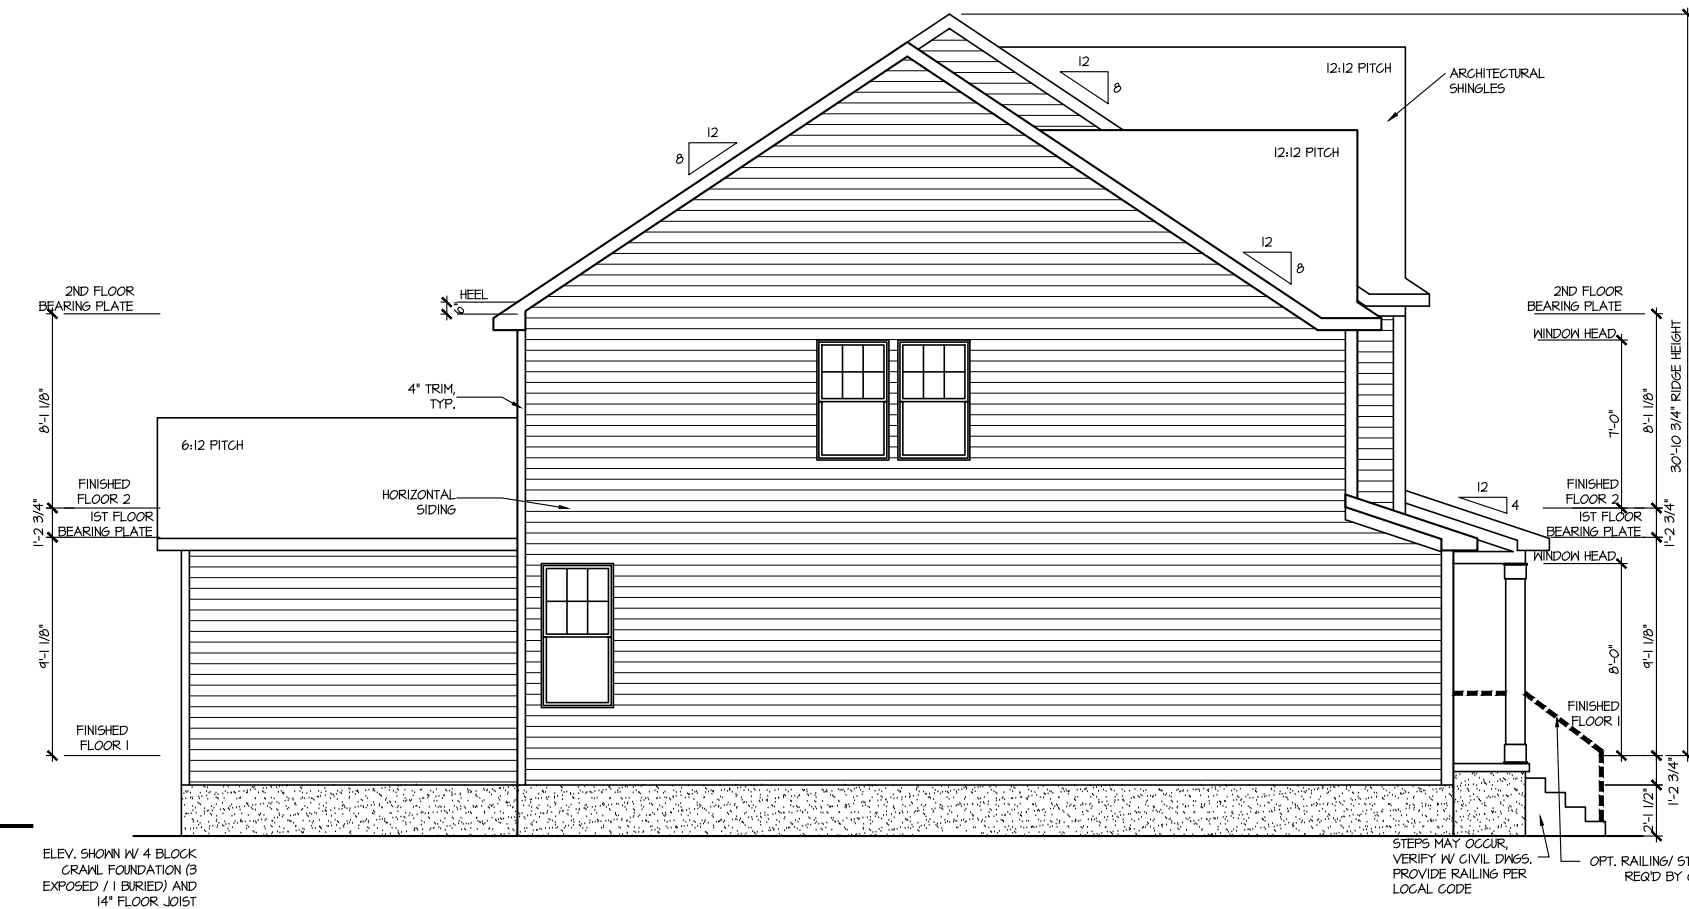 12
8
12:12 PITCH
ARCHITECTURAL
SHINGLES
12
8
12:12 PITCH
12
8
2ND FLOOR
BEARING PLATE
HEEL
6"
2ND FLOOR
BEARING PLATE
WINDOW HEAD
30'-10 3/4" RIDGE HEIGHT
8'-1 1/8"
4" TRIM,
TYP.
7'-0"
8'-1 1/8"
6:12 PITCH
FINISHED
FLOOR 2
HORIZONTAL
SIDING
12
4
FINISHED
FLOOR 2
1'-2 3/4"
1ST FLOOR
BEARING PLATE
1ST FLOOR
BEARING PLATE
1'-2 3/4"
WINDOW HEAD
9'-1 1/8"
8'-0"
9'-1 1/8"
FINISHED
FLOOR 1
FINISHED
FLOOR 1
2'-1 1/2"
1'-2 3/4"
ELEV. SHOWN W/ 4 BLOCK
CRAWL FOUNDATION (3
EXPOSED / 1 BURIED) AND
14" FLOOR JOIST
STEPS MAY OCCUR,
VERIFY W/ CIVIL DWGS.
PROVIDE RAILING PER
LOCAL CODE
OPT. RAILING/
REQ'D BY